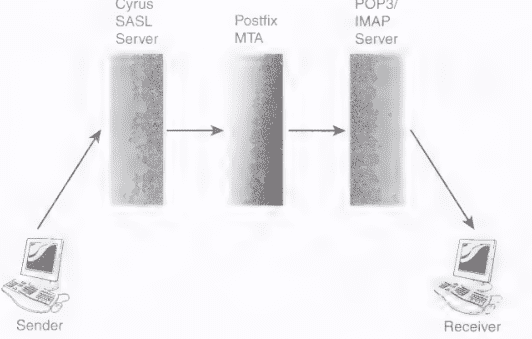 Cyrus
SASL
Server
Postfix
MTA
POP3/
IMAP
Server
Sender
Receiver